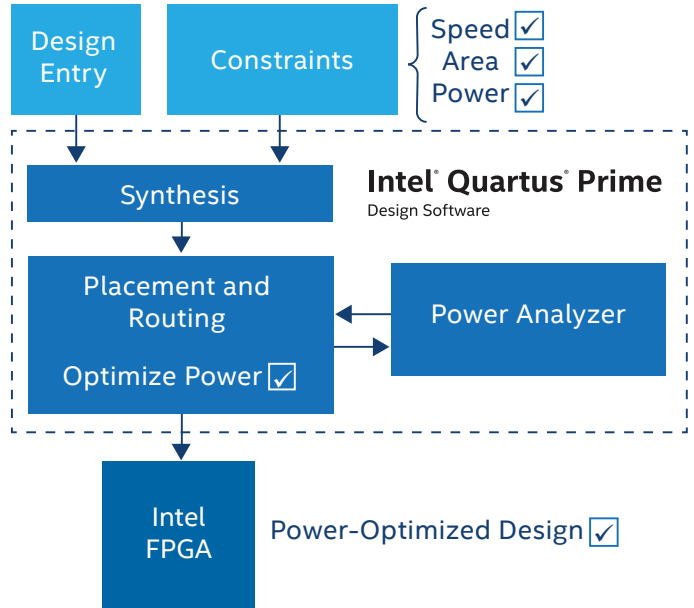 Design
Entry
Constraints
Speed ☑
Area ☑
Power ☑
Synthesis
Intel® Quartus® Prime
Design Software
Placement and
Routing
Optimize Power ☑
Power Analyzer
Intel
FPGA
Power-Optimized Design ☑